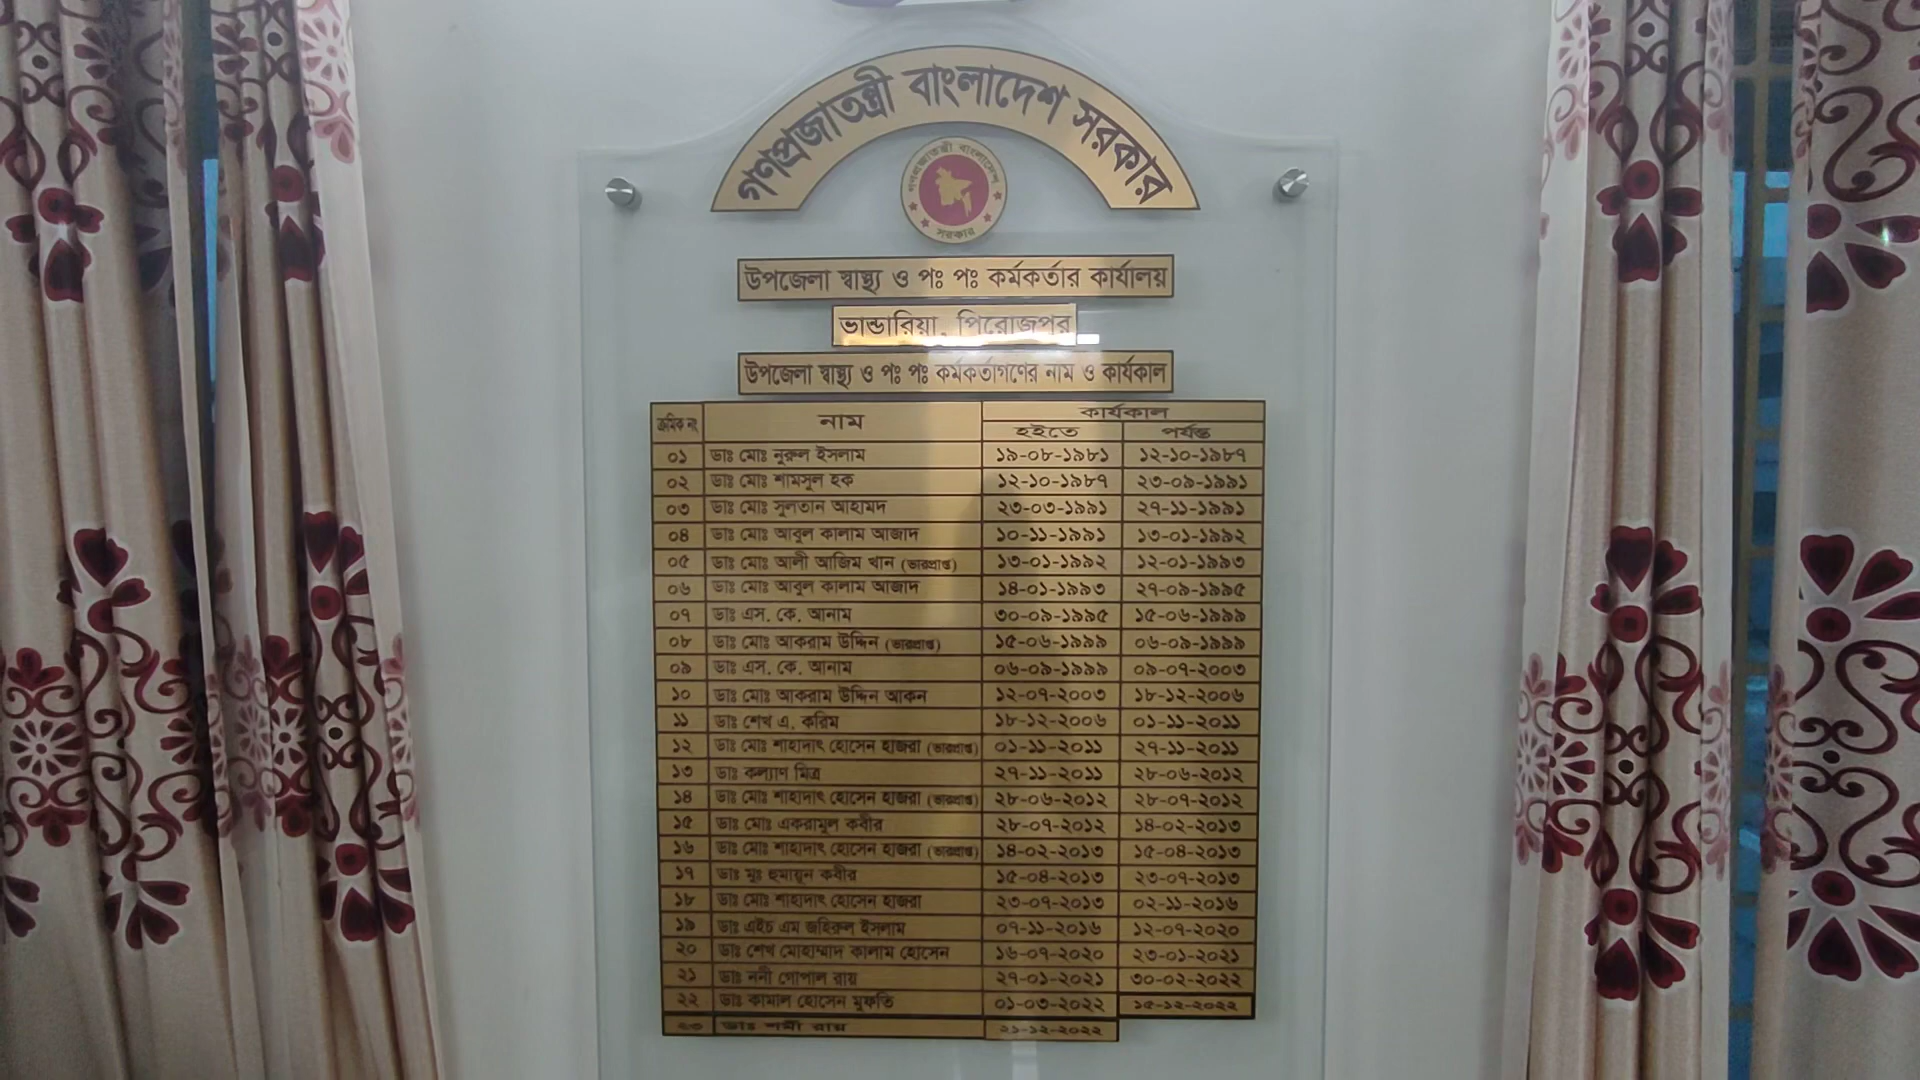 গণপ্রজাতন্ত্রী বাংলাদেশ সরকার
গণপ্রজাতন্ত্রী বাংলাদেশ
সরকার
উপজেলা স্বাস্থ্য ও পঃ পঃ কর্মকর্তার কার্যালয়
ভান্ডারিয়া, পিরোজপুর
উপজেলা স্বাস্থ্য ও পঃ পঃ কর্মকর্তাগণের নাম ও কার্যকাল
ক্রমিক নং নাম কার্যকাল
হইতে পর্যন্ত
০১ ডাঃ মোঃ নুরুল ইসলাম ১৯-০৮-১৯৮১ ১২-১০-১৯৮৭
০২ ডাঃ মোঃ শামসুল হক ১২-১০-১৯৮৭ ২৩-০৯-১৯৯১
০৩ ডাঃ মোঃ সুলতান আহামদ ২৩-০৩-১৯৯১ ২৭-১১-১৯৯১
০৪ ডাঃ মোঃ আবুল কালাম আজাদ ১০-১১-১৯৯১ ১৩-০১-১৯৯২
০৫ ডাঃ মোঃ আলী আজিম খান (ভারপ্রাপ্ত) ১৩-০১-১৯৯২ ১২-০১-১৯৯৩
০৬ ডাঃ মোঃ আবুল কালাম আজাদ ১৪-০১-১৯৯৩ ২৭-০৯-১৯৯৫
০৭ ডাঃ এস. কে. আনাম ৩০-০৯-১৯৯৫ ১৫-০৬-১৯৯৯
০৮ ডাঃ মোঃ আকরাম উদ্দিন (ভারপ্রাপ্ত) ১৫-০৬-১৯৯৯ ০৬-০৯-১৯৯৯
০৯ ডাঃ এস. কে. আনাম ০৬-০৯-১৯৯৯ ০৯-০৭-২০০৩
১০ ডাঃ মোঃ আকরাম উদ্দিন আকন ১২-০৭-২০০৩ ১৮-১২-২০০৬
১১ ডাঃ শেখ এ. করিম ১৮-১২-২০০৬ ০১-১১-২০১১
১২ ডাঃ মোঃ শাহাদাৎ হোসেন হাজরা (ভারপ্রাপ্ত) ০১-১১-২০১১ ২৭-১১-২০১১
১৩ ডাঃ কল্যাণ মিত্র ২৭-১১-২০১১ ২৮-০৬-২০১২
১৪ ডাঃ মোঃ শাহাদাৎ হোসেন হাজরা (ভারপ্রাপ্ত) ২৮-০৬-২০১২ ২৮-০৭-২০১২
১৫ ডাঃ মোঃ একরামুল কবীর ২৮-০৭-২০১২ ১৪-০২-২০১৩
১৬ ডাঃ মোঃ শাহাদাৎ হোসেন হাজরা (ভারপ্রাপ্ত) ১৪-০২-২০১৩ ১৫-০৪-২০১৩
১৭ ডাঃ মুঃ হুমায়ুন কবীর ১৫-০৪-২০১৩ ২৩-০৭-২০১৩
১৮ ডাঃ মোঃ শাহাদাৎ হোসেন হাজরা ২৩-০৭-২০১৩ ০২-১১-২০১৬
১৯ ডাঃ এইচ এম জহিরুল ইসলাম ০৭-১১-২০১৬ ১২-০৭-২০২০
২০ ডাঃ শেখ মোহাম্মাদ কালাম হোসেন ১৬-০৭-২০২০ ২৩-০১-২০২১
২১ ডাঃ ননী গোপাল রায় ২৭-০১-২০২১ ৩০-০২-২০২২
২২ ডাঃ কামাল হোসেন মুফতি ০১-০৩-২০২২ ১৫-১২-২০২২
২৩ ডাঃ রায় ২১-১২-২০২২